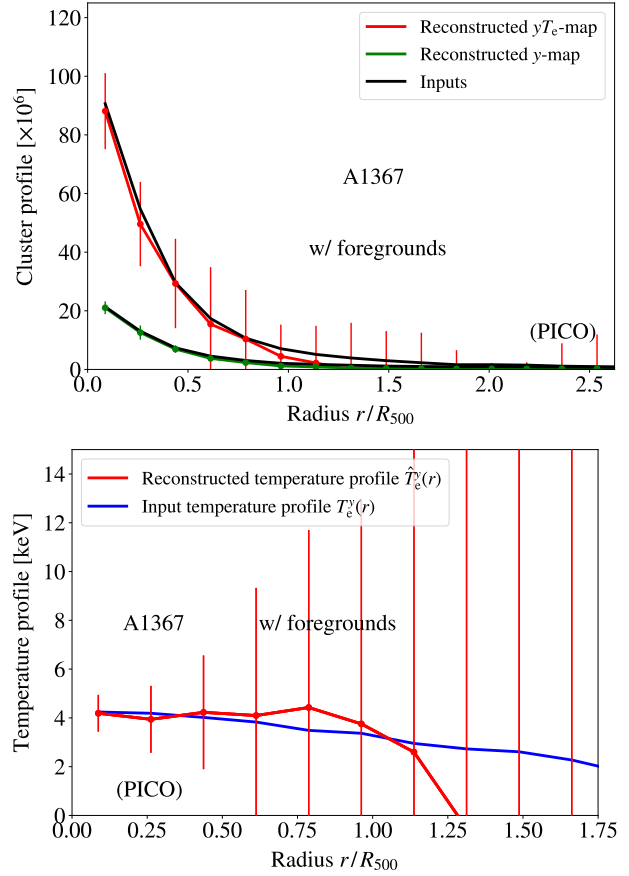 120
100
80
60
40
20
0
Cluster profile [×10⁶]
Reconstructed yTₑ-map
Reconstructed y-map
Inputs
A1367
w/ foregrounds
(PICO)
0.0 0.5 1.0 1.5 2.0 2.5
Radius r/R₅₀₀
14
12
10
8
6
4
2
0
Temperature profile [keV]
Reconstructed temperature profile T̂ₑʸ(r)
Input temperature profile Tₑʸ(r)
A1367 w/ foregrounds
(PICO)
0.00 0.25 0.50 0.75 1.00 1.25 1.50 1.75
Radius r/R₅₀₀